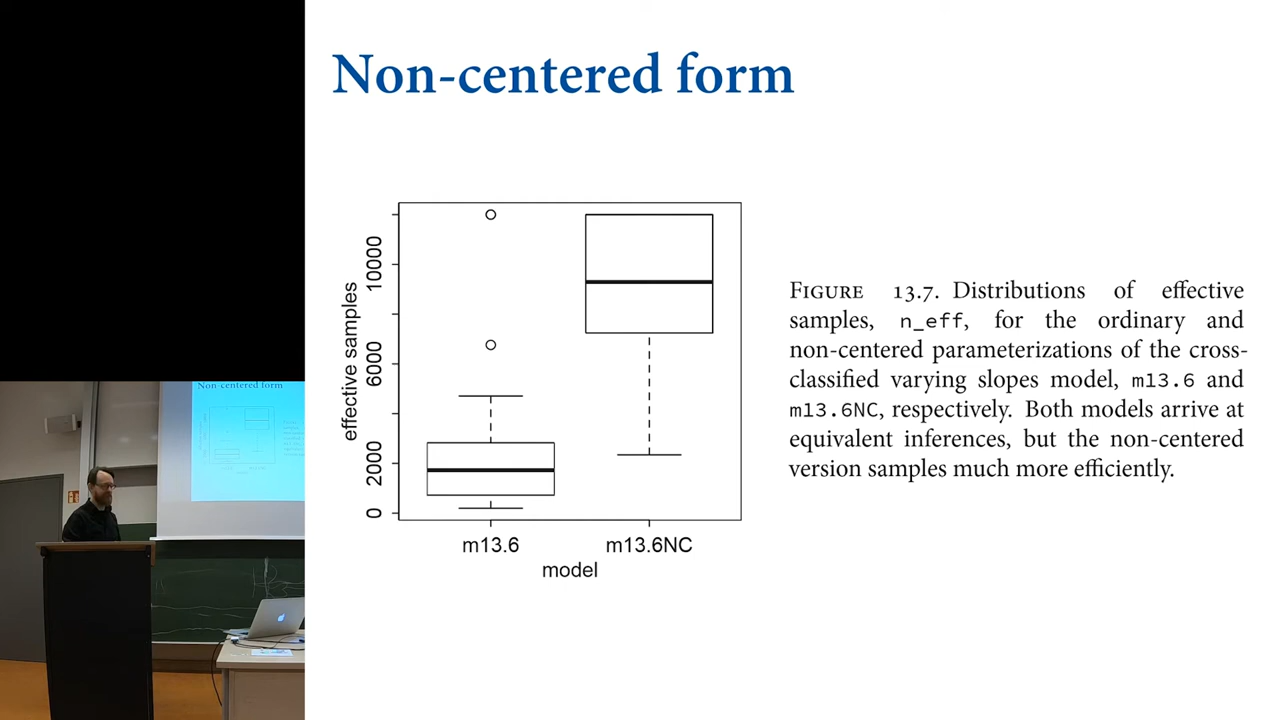 Non-centered form
effective samples
0
2000
6000
10000
m13.6
m13.6NC
model
FIGURE 13.7. Distributions of effective
samples, n_eff, for the ordinary and
non-centered parameterizations of the cross-
classified varying slopes model, m13.6 and
m13.6NC, respectively. Both models arrive at
equivalent inferences, but the non-centered
version samples much more efficiently.
Non-centered form